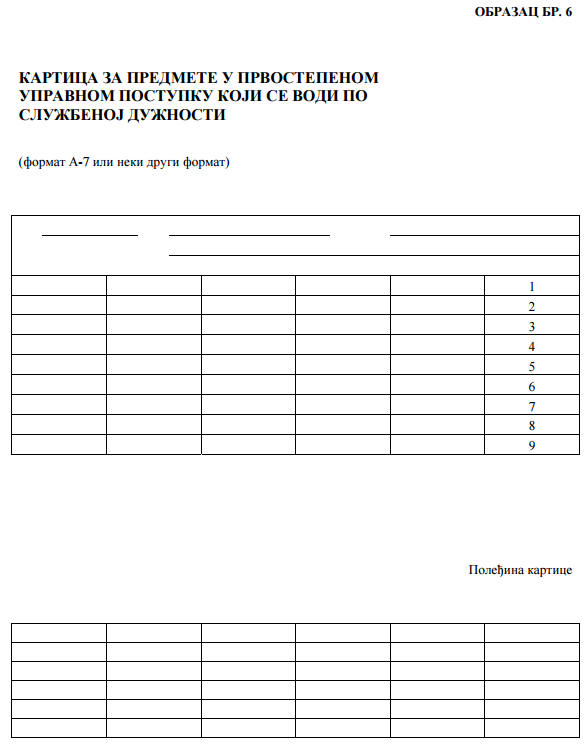 ОБРАЗАЦ БР. 6
КАРТИЦА ЗА ПРЕДМЕТЕ У ПРВОСТЕПЕНОМ
УПРАВНОМ ПОСТУПКУ КОЈИ СЕ ВОДИ ПО
СЛУЖБЕНОЈ ДУЖНОСТИ
(формат А-7 или неки други формат)
1
2
3
4
5
6
7
8
9
Полеђина картице